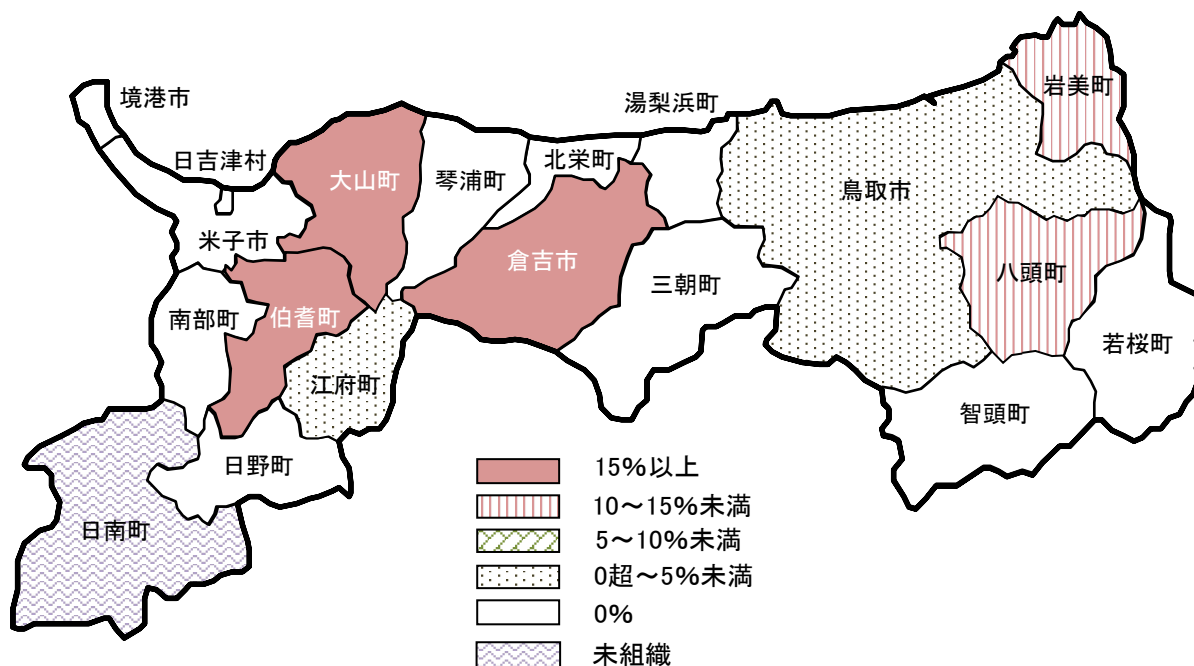 岩美町
境港市
湯梨浜町
日吉津村
北栄町
大山町
琴浦町
鳥取市
米子市
倉吉市
八頭町
三朝町
南部町
伯耆町
若桜町
江府町
智頭町
日野町
日南町
15%以上
10～15%未満
5～10%未満
0超～5%未満
0%
未組織